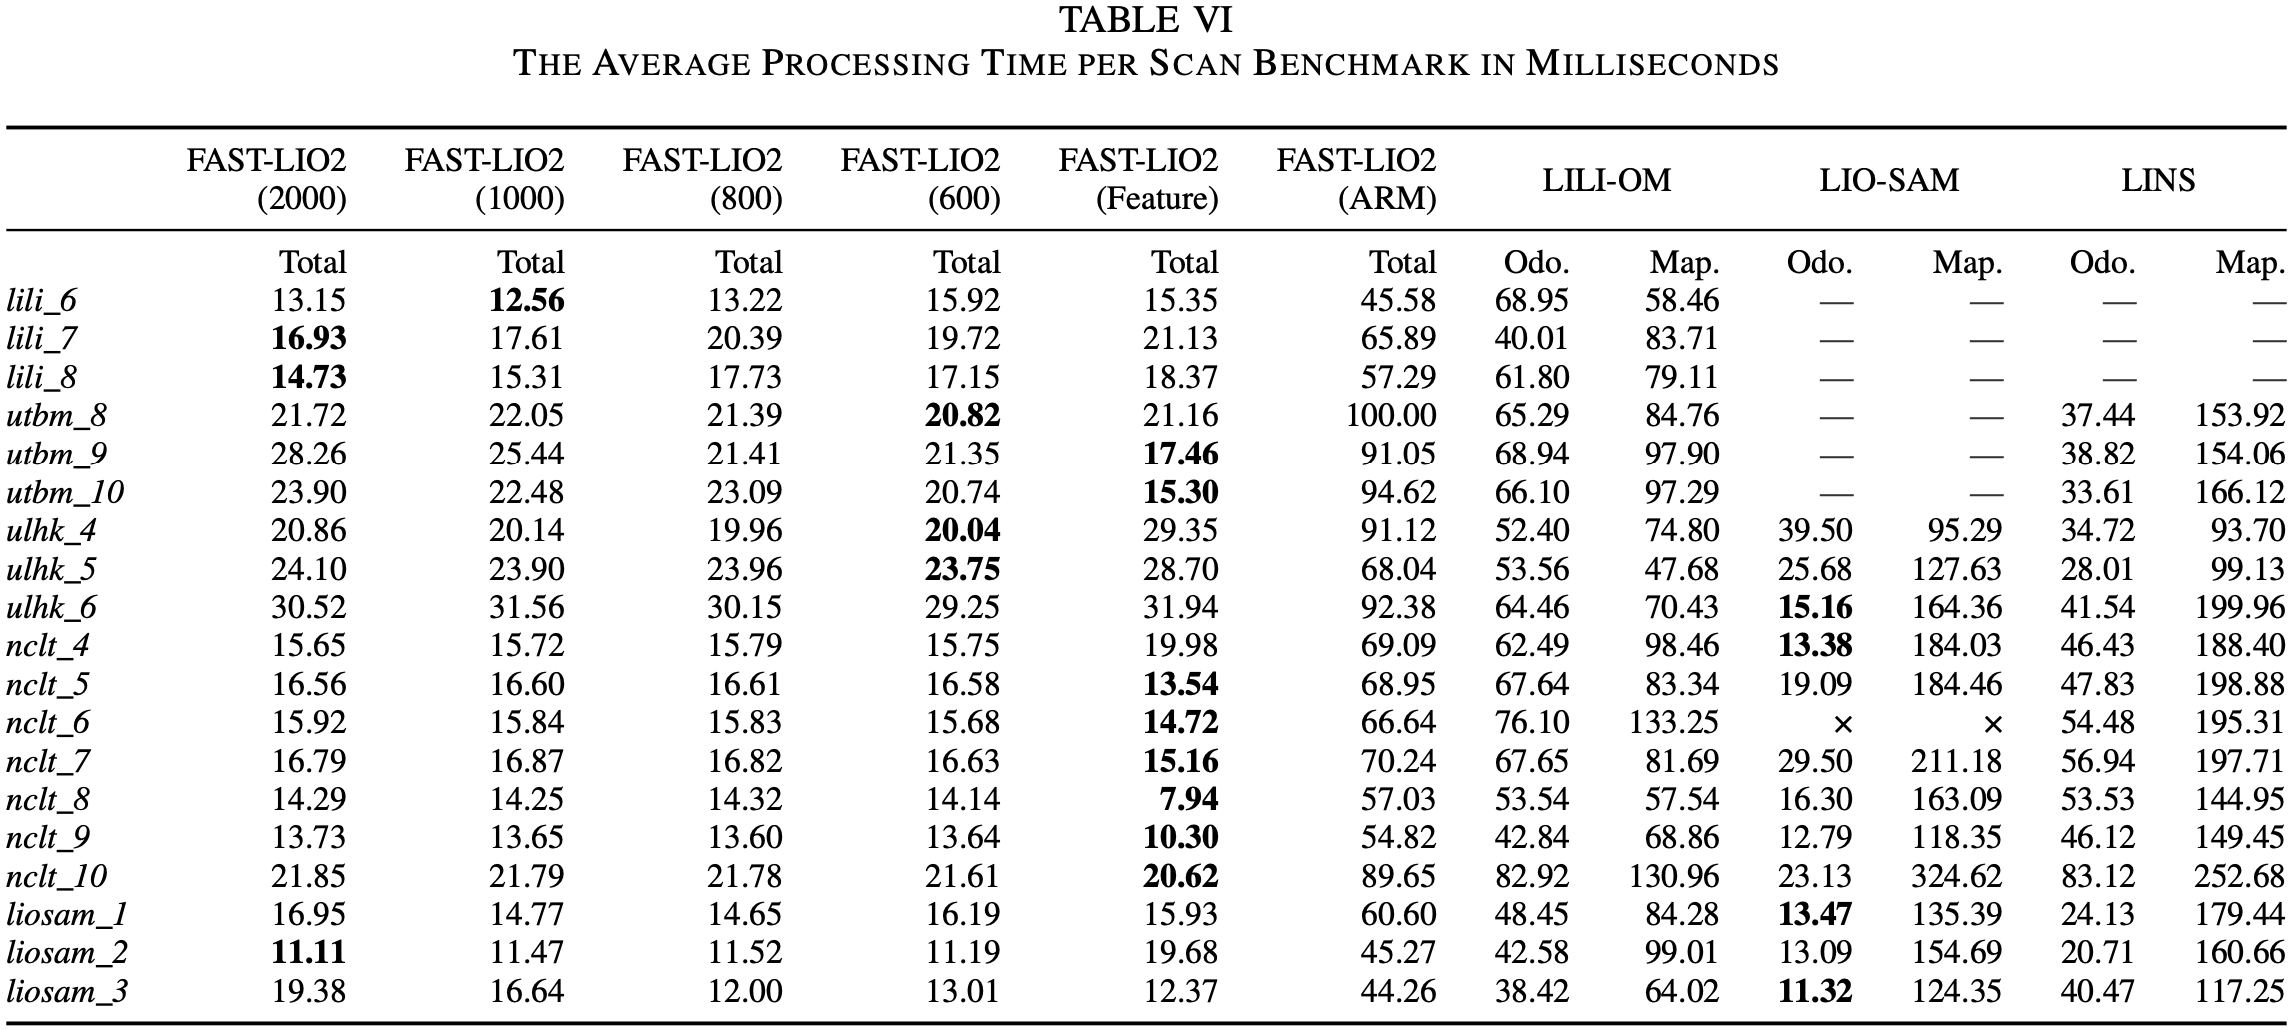 TABLE VI
THE AVERAGE PROCESSING TIME PER SCAN BENCHMARK IN MILLISECONDS
FAST-LIO2 (2000) FAST-LIO2 (1000) FAST-LIO2 (800) FAST-LIO2 (600) FAST-LIO2 (Feature) FAST-LIO2 (ARM) LILI-OM LIO-SAM LINS
Total Total Total Total Total Total Odo. Map. Odo. Map. Odo. Map.
lili_6 13.15 12.56 13.22 15.92 15.35 45.58 68.95 58.46 — — — —
lili_7 16.93 17.61 20.39 19.72 21.13 65.89 40.01 83.71 — — — —
lili_8 14.73 15.31 17.73 17.15 18.37 57.29 61.80 79.11 — — — —
utbm_8 21.72 22.05 21.39 20.82 21.16 100.00 65.29 84.76 — — 37.44 153.92
utbm_9 28.26 25.44 21.41 21.35 17.46 91.05 68.94 97.90 — — 38.82 154.06
utbm_10 23.90 22.48 23.09 20.74 15.30 94.62 66.10 97.29 — — 33.61 166.12
ulhk_4 20.86 20.14 19.96 20.04 29.35 91.12 52.40 74.80 39.50 95.29 34.72 93.70
ulhk_5 24.10 23.90 23.96 23.75 28.70 68.04 53.56 47.68 25.68 127.63 28.01 99.13
ulhk_6 30.52 31.56 30.15 29.25 31.94 92.38 64.46 70.43 15.16 164.36 41.54 199.96
nclt_4 15.65 15.72 15.79 15.75 19.98 69.09 62.49 98.46 13.38 184.03 46.43 188.40
nclt_5 16.56 16.60 16.61 16.58 13.54 68.95 67.64 83.34 19.09 184.46 47.83 198.88
nclt_6 15.92 15.84 15.83 15.68 14.72 66.64 76.10 133.25 × × 54.48 195.31
nclt_7 16.79 16.87 16.82 16.63 15.16 70.24 67.65 81.69 29.50 211.18 56.94 197.71
nclt_8 14.29 14.25 14.32 14.14 7.94 57.03 53.54 57.54 16.30 163.09 53.53 144.95
nclt_9 13.73 13.65 13.60 13.64 10.30 54.82 42.84 68.86 12.79 118.35 46.12 149.45
nclt_10 21.85 21.79 21.78 21.61 20.62 89.65 82.92 130.96 23.13 324.62 83.12 252.68
liosam_1 16.95 14.77 14.65 16.19 15.93 60.60 48.45 84.28 13.47 135.39 24.13 179.44
liosam_2 11.11 11.47 11.52 11.19 19.68 45.27 42.58 99.01 13.09 154.69 20.71 160.66
liosam_3 19.38 16.64 12.00 13.01 12.37 44.26 38.42 64.02 11.32 124.35 40.47 117.25